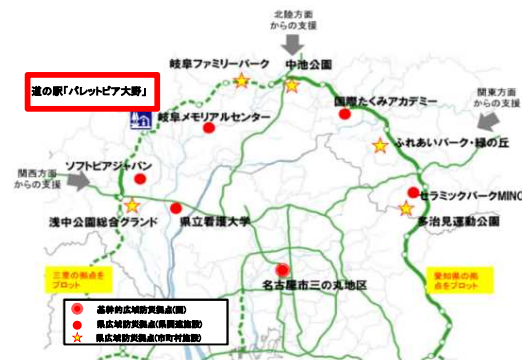 北陸方面
からの支援
岐阜ファミリーパーク
中池公園
道の駅「パレットピア大野」
国際たくみアカデミー
関東方面
からの支援
岐阜メモリアルセンター
ふれあいパーク・緑の丘
関西方面
からの支援
ソフトピアジャパン
セラミックパークMINO
浅中公園総合グランド
県立看護大学
多治見運動公園
三重の拠点を
プロット
名古屋市三の丸地区
愛知県の拠
点をプロット
基幹的広域防災拠点(国)
県広域防災拠点(県関連施設)
県広域防災拠点(市町村施設)